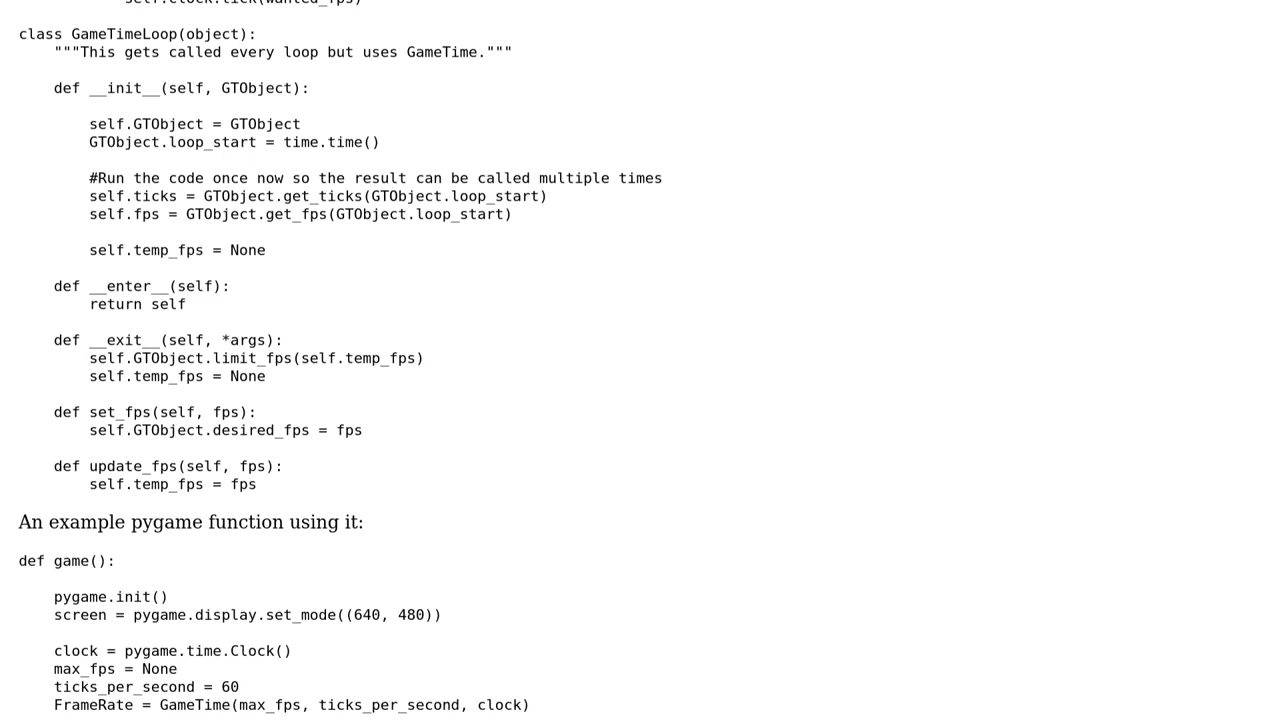 self.clock.tick(wanted_fps)
class GameTimeLoop(object):
"""This gets called every loop but uses GameTime."""
def __init__(self, GTObject):
self.GTObject = GTObject
GTObject.loop_start = time.time()
#Run the code once now so the result can be called multiple times
self.ticks = GTObject.get_ticks(GTObject.loop_start)
self.fps = GTObject.get_fps(GTObject.loop_start)
self.temp_fps = None
def __enter__(self):
return self
def __exit__(self, *args):
self.GTObject.limit_fps(self.temp_fps)
self.temp_fps = None
def set_fps(self, fps):
self.GTObject.desired_fps = fps
def update_fps(self, fps):
self.temp_fps = fps
An example pygame function using it:
def game():
pygame.init()
screen = pygame.display.set_mode((640, 480))
clock = pygame.time.Clock()
max_fps = None
ticks_per_second = 60
FrameRate = GameTime(max_fps, ticks_per_second, clock)